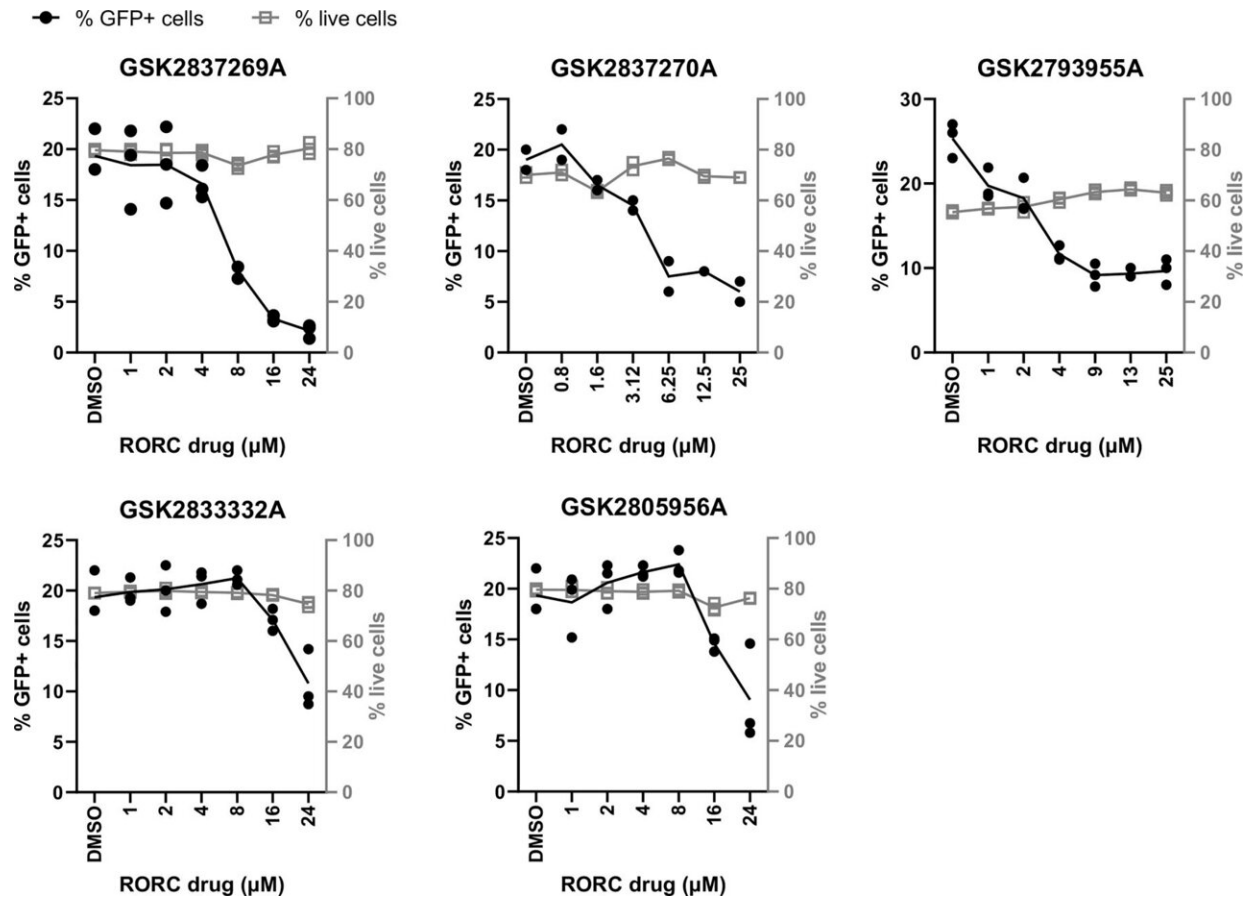 % GFP+ cells % live cells
GSK2837269A
% GFP+ cells
25
20
15
10
5
0
100
80
60
40
20
0
% live cells
DMSO 1 2 4 8 16 24
RORC drug (µM)
GSK2837270A
% GFP+ cells
25
20
15
10
5
0
100
80
60
40
20
0
% live cells
DMSO 0.8 1.6 3.12 6.25 12.5 25
RORC drug (µM)
GSK2793955A
% GFP+ cells
30
20
10
0
100
80
60
40
20
0
% live cells
DMSO 1 2 4 9 13 25
RORC drug (µM)
GSK2833332A
% GFP+ cells
25
20
15
10
5
0
100
80
60
40
20
0
% live cells
DMSO 1 2 4 8 16 24
RORC drug (µM)
GSK2805956A
% GFP+ cells
25
20
15
10
5
0
100
80
60
40
20
0
% live cells
DMSO 1 2 4 8 16 24
RORC drug (µM)